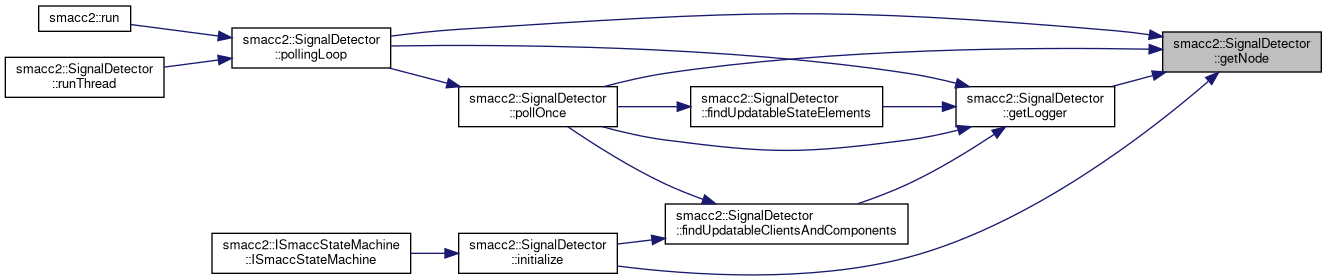 smacc2::run
smacc2::SignalDetector
::runThread
smacc2::SignalDetector
::pollingLoop
smacc2::SignalDetector
::pollOnce
smacc2::SignalDetector
::findUpdatableStateElements
smacc2::SignalDetector
::getLogger
smacc2::SignalDetector
::getNode
smacc2::SignalDetector
::findUpdatableClientsAndComponents
smacc2::ISmaccStateMachine
::ISmaccStateMachine
smacc2::SignalDetector
::initialize